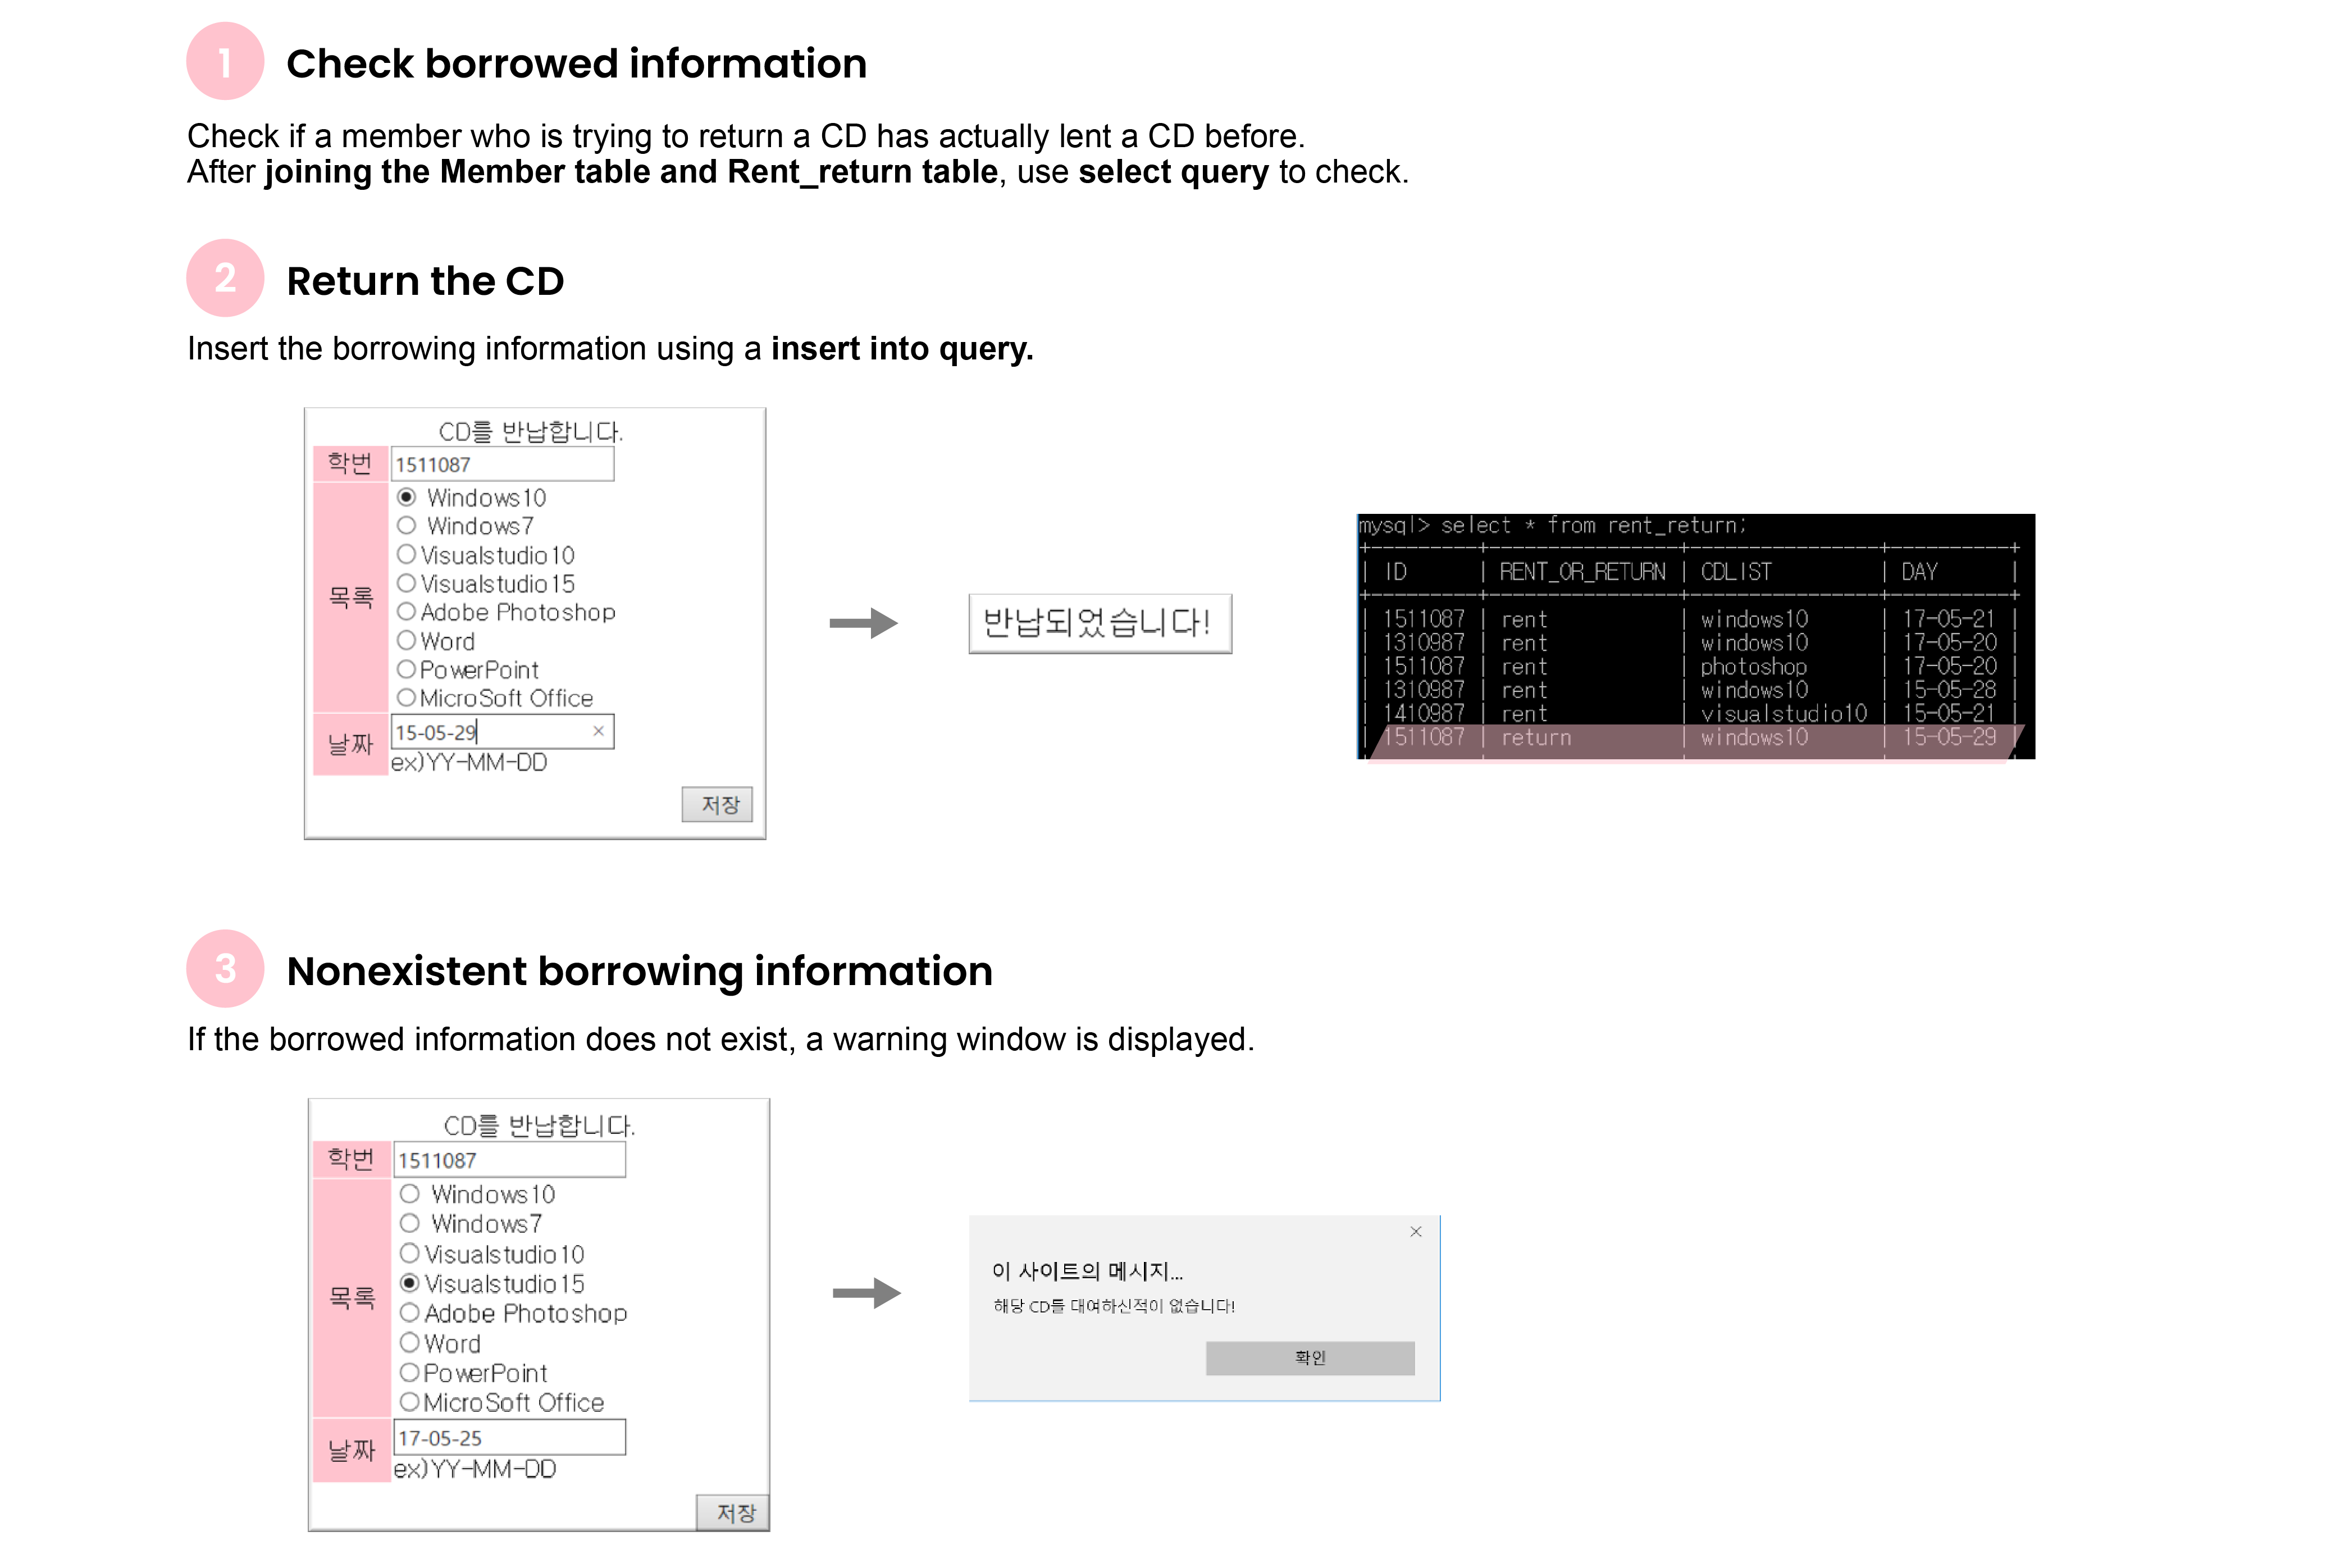 1 Check borrowed information
Check if a member who is trying to return a CD has actually lent a CD before.
After joining the Member table and Rent_return table, use select query to check.
2 Return the CD
Insert the borrowing information using a insert into query.
CD를 반납합니다.
학번 1511087
목록
Windows10
Windows7
Visualstudio10
Visualstudio15
Adobe Photoshop
Word
PowerPoint
MicroSoft Office
날짜 15-05-29 ×
ex)YY-MM-DD
저장
반납되었습니다!
mysql> select * from rent_return;
+---------+----------------+----------------+----------+
| ID | RENT_OR_RETURN | CDLIST | DAY |
+---------+----------------+----------------+----------+
| 1511087 | rent | windows10 | 17-05-21 |
| 1310987 | rent | windows10 | 17-05-20 |
| 1511087 | rent | photoshop | 17-05-20 |
| 1310987 | rent | windows10 | 15-05-28 |
| 1410987 | rent | visualstudio10 | 15-05-21 |
| 1511087 | return | windows10 | 15-05-29 |
3 Nonexistent borrowing information
If the borrowed information does not exist, a warning window is displayed.
CD를 반납합니다.
학번 1511087
목록
Windows10
Windows7
Visualstudio10
Visualstudio15
Adobe Photoshop
Word
PowerPoint
MicroSoft Office
날짜 17-05-25
ex)YY-MM-DD
저장
×
이 사이트의 메시지...
해당 CD를 대여하신적이 없습니다!
확인